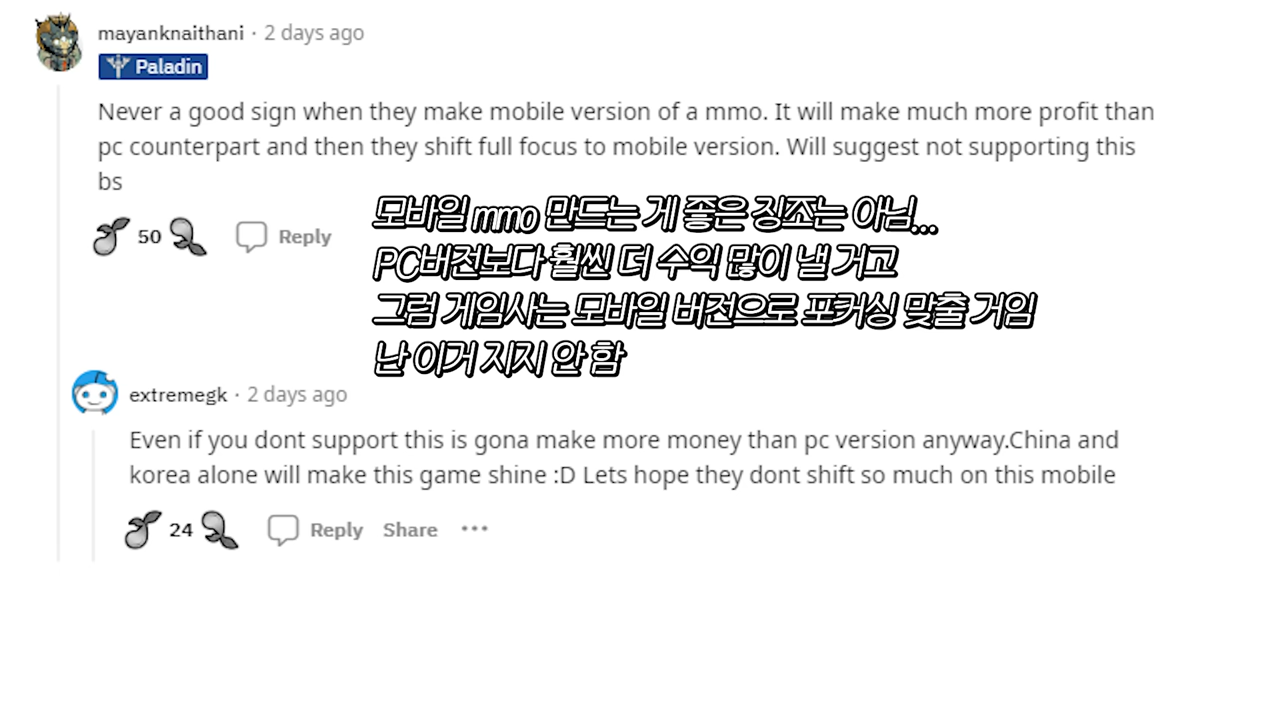 mayanknaithani · 2 days ago
Paladin
Never a good sign when they make mobile version of a mmo. It will make much more profit than
pc counterpart and then they shift full focus to mobile version. Will suggest not supporting this
bs
50 Reply
모바일 mmo 만드는 게 좋은 징조는 아님...
PC버전보다 훨씬 더 수익 많이 낼 거고
그럼 게임사는 모바일 버전으로 포커싱 맞출 거임
난 이거 지지 안 함
extremegk · 2 days ago
Even if you dont support this is gona make more money than pc version anyway.China and
korea alone will make this game shine :D Lets hope they dont shift so much on this mobile
24 Reply Share ···